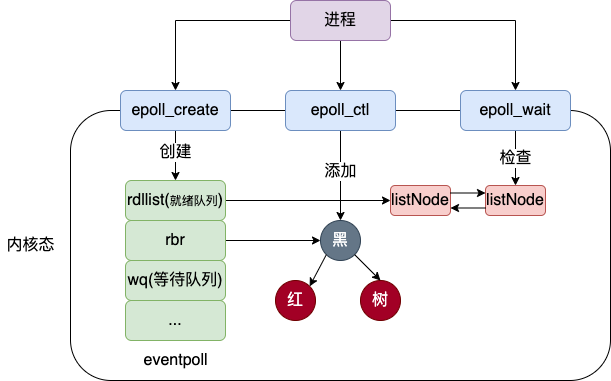 进程
epoll_create
epoll_ctl
epoll_wait
创建
添加
检查
rdllist(就绪队列)
listNode
listNode
内核态
rbr
黑
wq(等待队列)
红
树
...
eventpoll